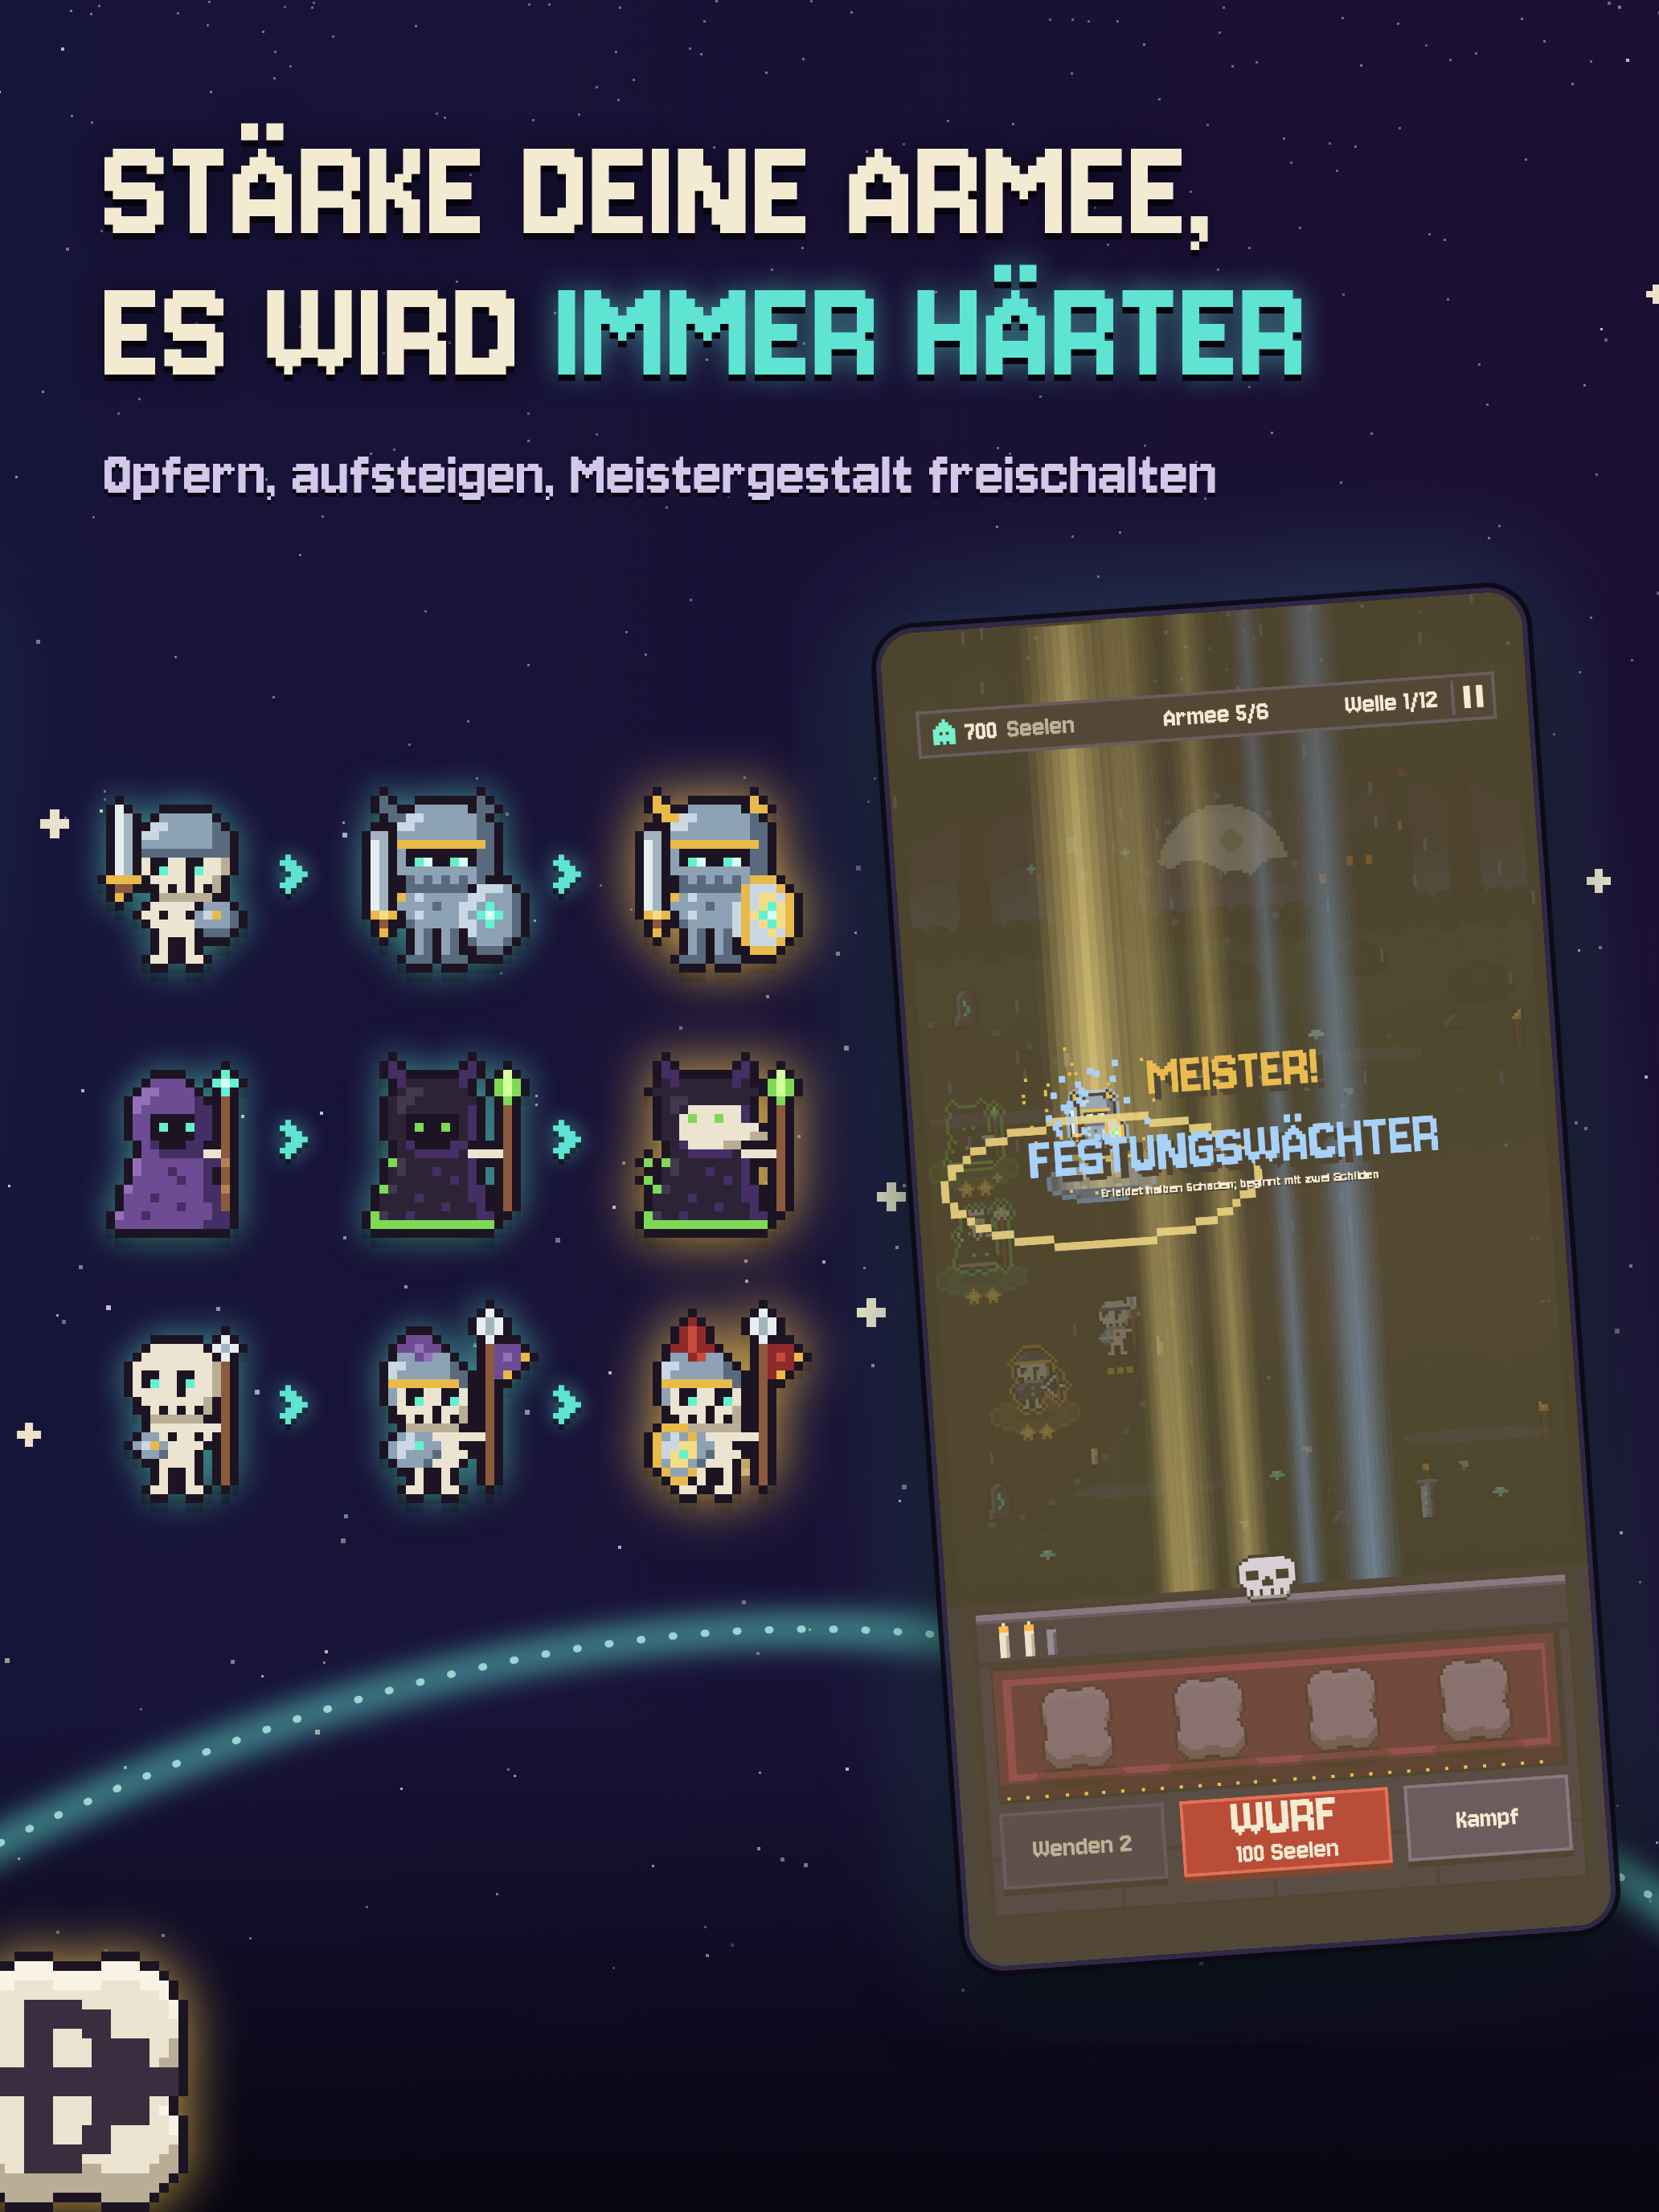 STÄRKE DEINE ARMEE,
ES WIRD IMMER HÄRTER
Opfern, aufsteigen, Meistergestalt freischalten
700 Seelen
Armee 5/6
Welle 1/12
MEISTER!
FESTUNGSWÄCHTER
Erleidet halben Schaden; beginnt mit zwei Schilden
Wenden 2
WURF
100 Seelen
Kampf